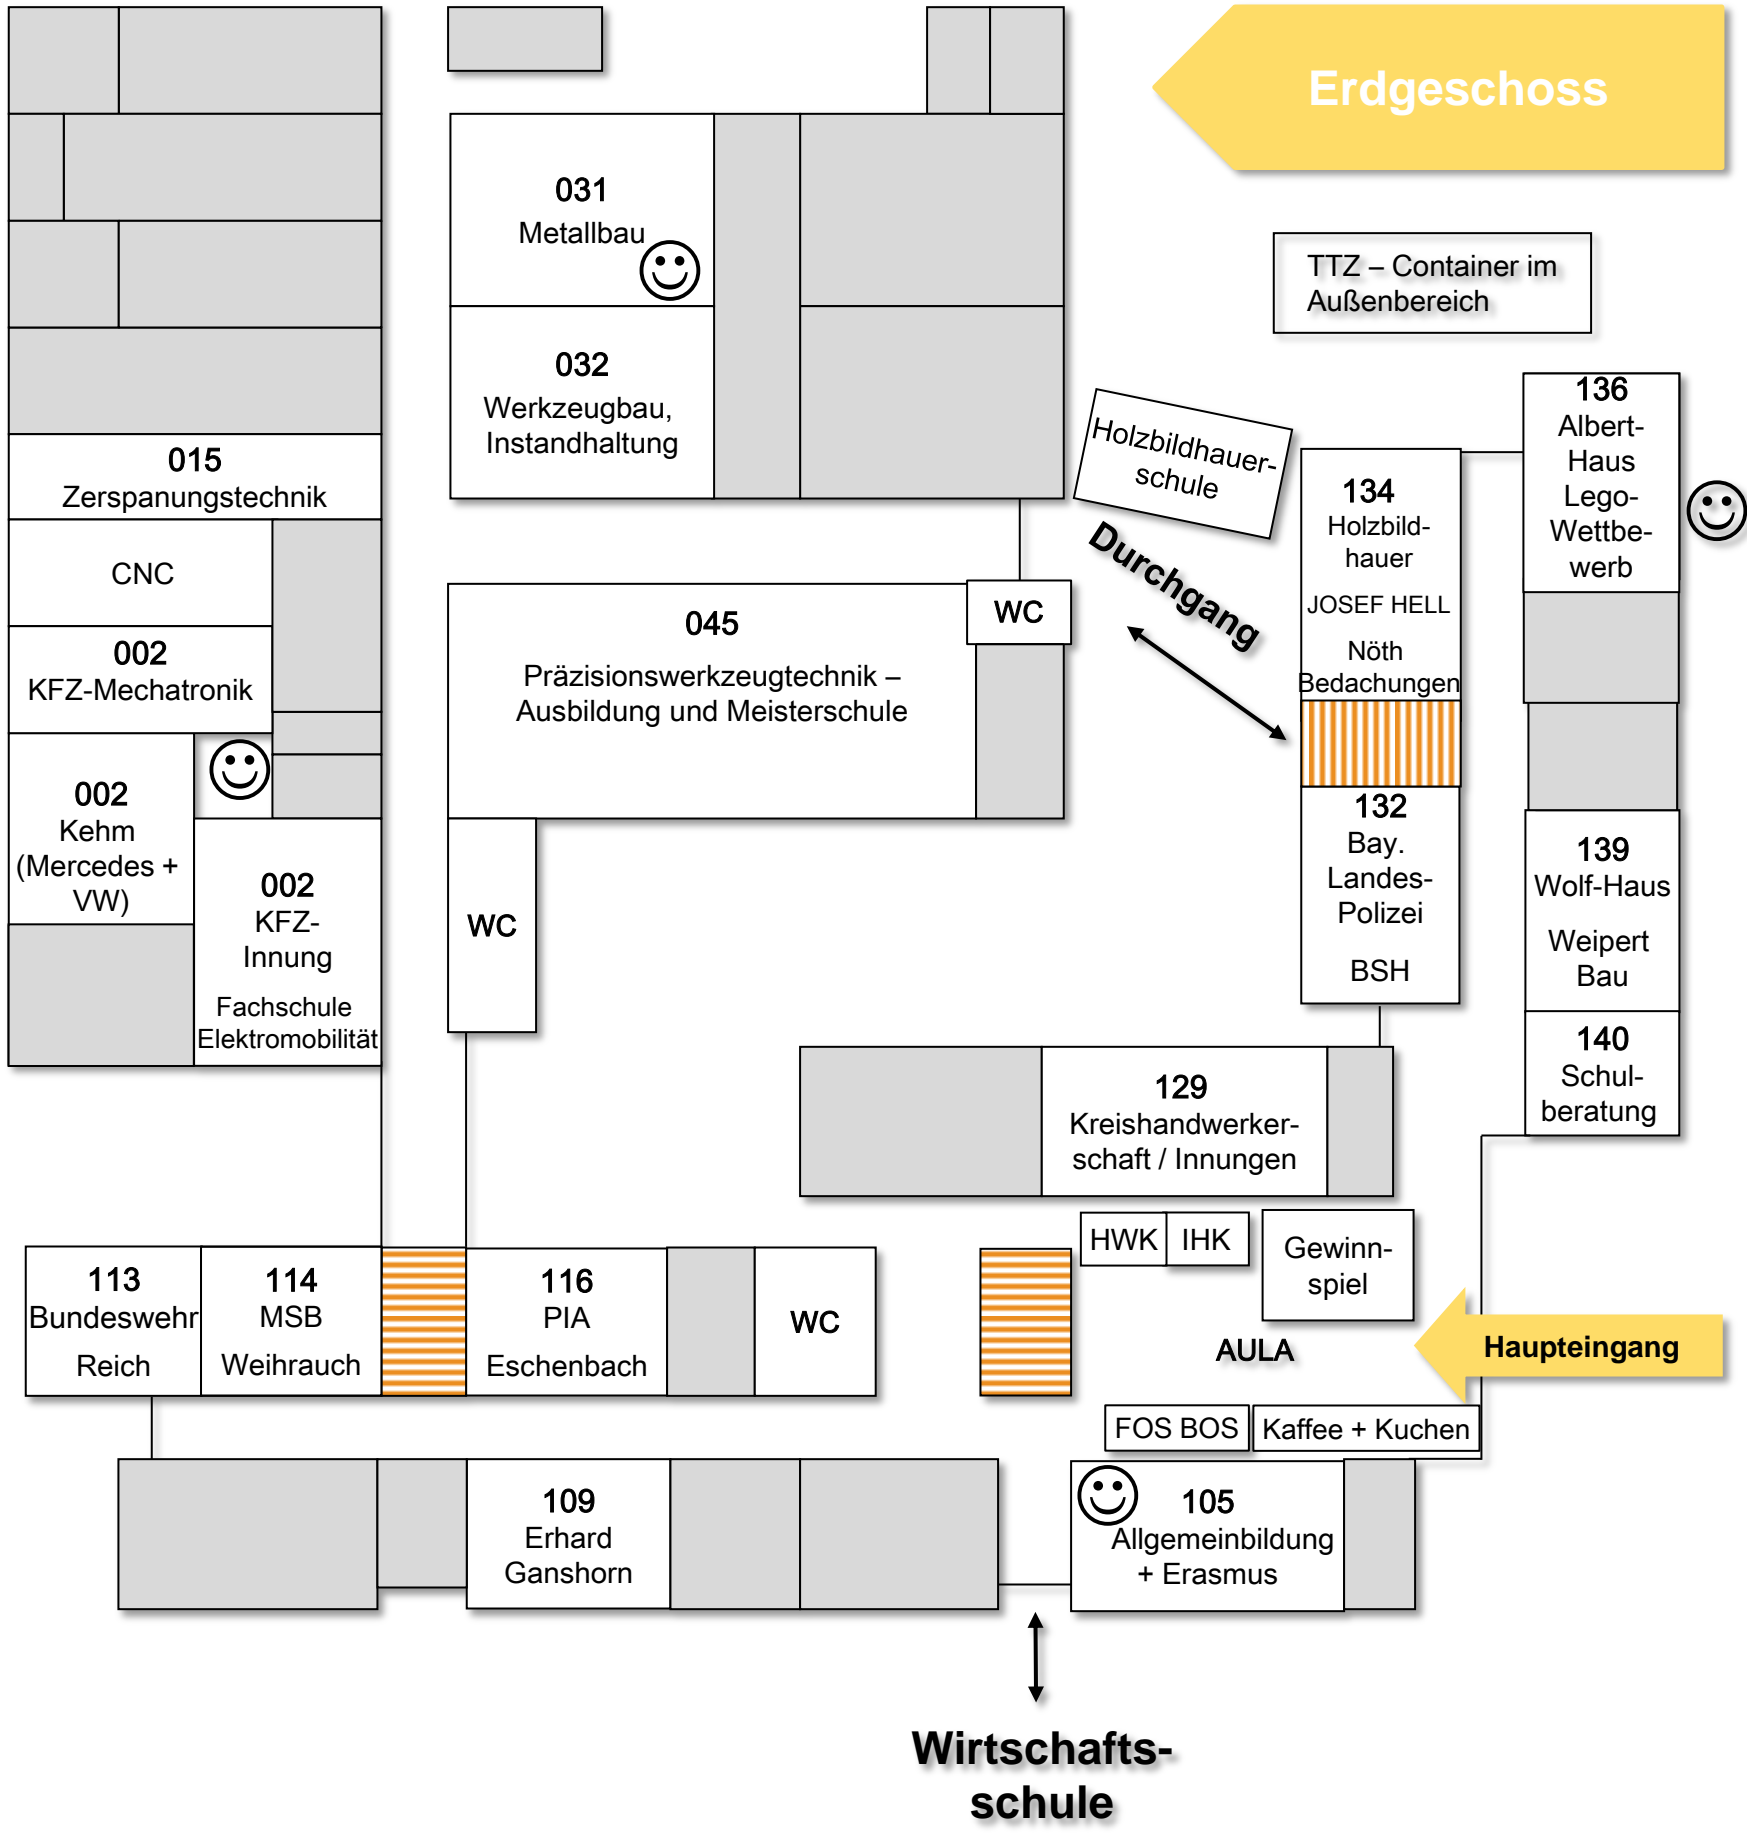 Erdgeschoss
TTZ – Container im
Außenbereich
031
Metallbau
032
Werkzeugbau,
Instandhaltung
015
Zerspanungstechnik
CNC
002
KFZ-Mechatronik
002
Kehm
(Mercedes +
VW)
002
KFZ-
Innung
Fachschule
Elektromobilität
045
Präzisionswerkzeugtechnik –
Ausbildung und Meisterschule
WC
WC
Holzbildhauer-
schule
Durchgang
134
Holzbild-
hauer
JOSEF HELL
Nöth
Bedachungen
132
Bay.
Landes-
Polizei
BSH
136
Albert-
Haus
Lego-
Wettbe-
werb
139
Wolf-Haus
Weipert
Bau
140
Schul-
beratung
129
Kreishandwerker-
schaft / Innungen
HWK
IHK
Gewinn-
spiel
113
Bundeswehr
Reich
114
MSB
Weihrauch
116
PIA
Eschenbach
WC
AULA
Haupteingang
FOS BOS
Kaffee + Kuchen
109
Erhard
Ganshorn
105
Allgemeinbildung
+ Erasmus
Wirtschafts-
schule